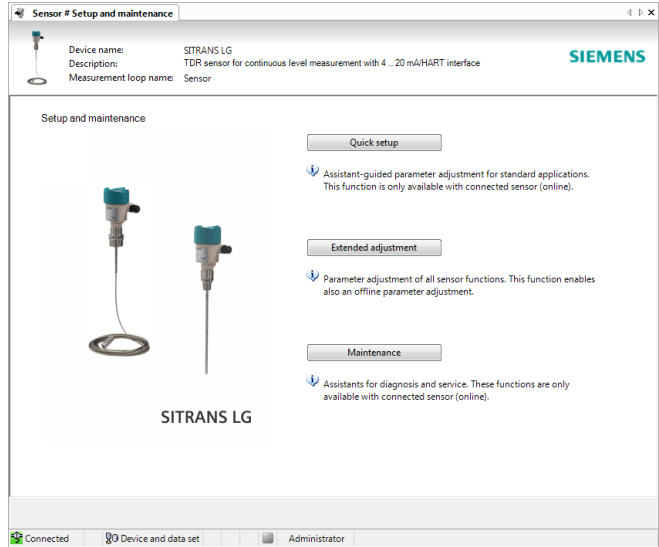 Sensor # Setup and maintenance
Device name: SITRANS LG
Description: TDR sensor for continuous level measurement with 4 ... 20 mA/HART interface
Measurement loop name: Sensor
SIEMENS
Setup and maintenance
Quick setup
Assistant-guided parameter adjustment for standard applications.
This function is only available with connected sensor (online).
Extended adjustment
Parameter adjustment of all sensor functions. This function enables
also an offline parameter adjustment.
Maintenance
Assistants for diagnosis and service. These functions are only
available with connected sensor (online).
SITRANS LG
Connected Device and data set Administrator